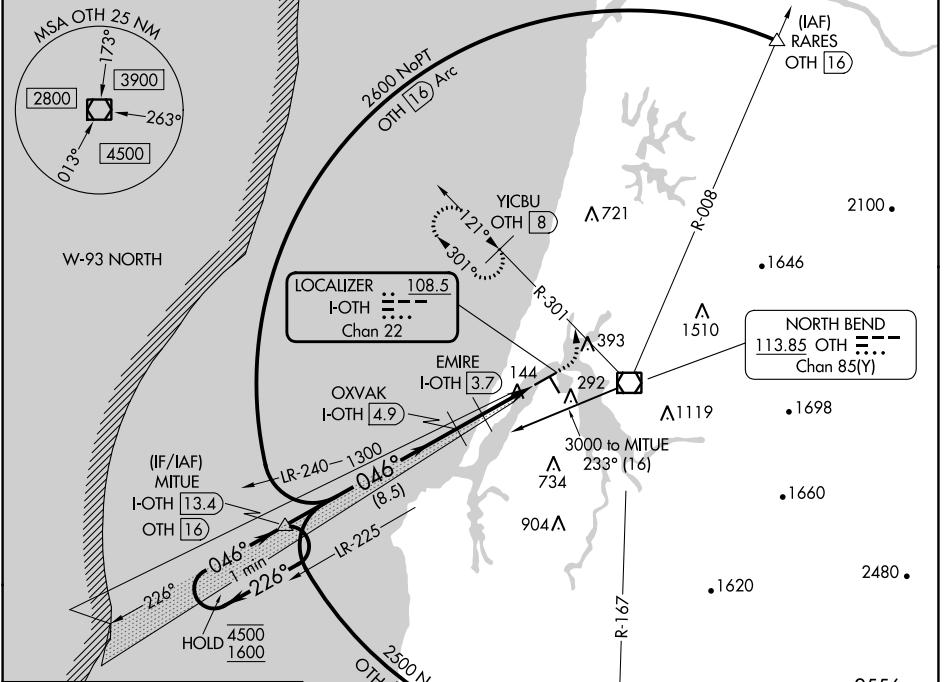 MSA OTH 25 NM
173°
3900
2800
263°
013°
4500
W-93 NORTH
2600 NoPT
OTH 16 Arc
(IAF)
RARES
OTH 16
R-008
YICBU
OTH 8
121°
301°
R-301
721
2100
1646
1510
LOCALIZER 108.5
I-OTH
Chan 22
NORTH BEND
113.85 OTH
Chan 85(Y)
393
EMIRE
I-OTH 3.7
144
292
OXVAK
I-OTH 4.9
1119
1698
3000 to MITUE
233° (16)
LR-240
1300
046°
(8.5)
734
(IF/IAF)
MITUE
I-OTH 13.4
OTH 16
1660
904
LR-225
046°
1 min
226°
226°
HOLD 4500
1600
1620
2480
R-167
2500 N
OTH